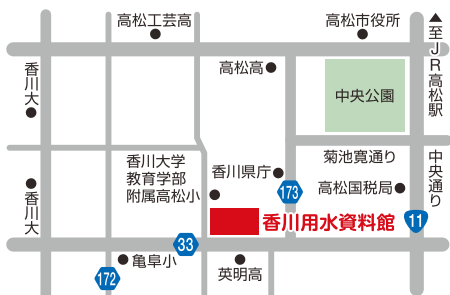 高松工芸高
高松市役所
▲至JR高松駅
香川大
高松高
中央公園
香川大学
教育学部
附属高松小
香川県庁
菊池寛通り
中央通り
173
高松国税局
香川大
香川用水資料館
11
33
亀阜小
172
英明高